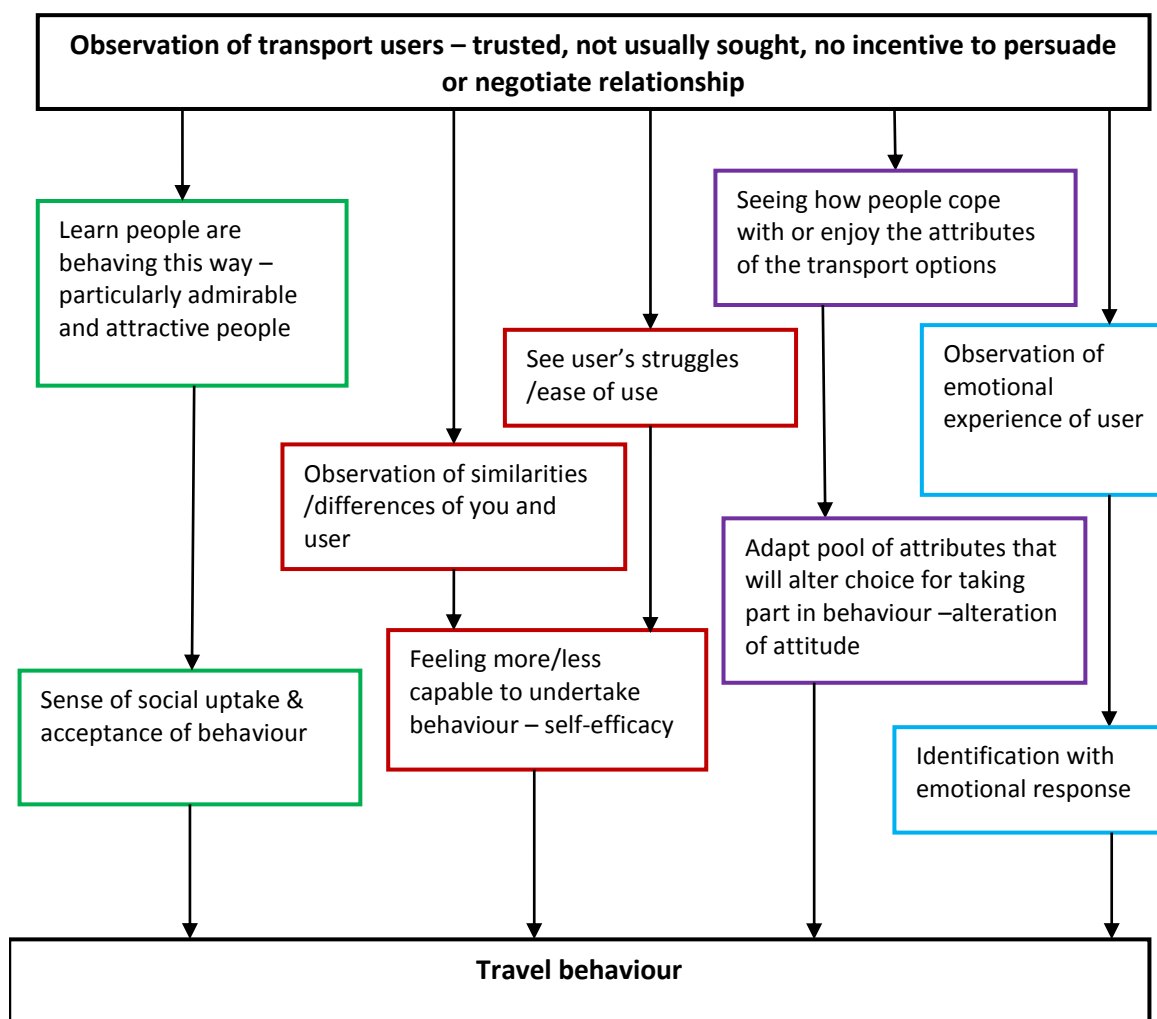 Observation of transport users – trusted, not usually sought, no incentive to persuade
or negotiate relationship
Learn people are
behaving this way –
particularly admirable
and attractive people
Seeing how people cope
with or enjoy the attributes
of the transport options
See user's struggles
/ease of use
Observation of
emotional
experience of user
Observation of similarities
/differences of you and
user
Adapt pool of attributes that
will alter choice for taking
part in behaviour –alteration
of attitude
Feeling more/less
capable to undertake
behaviour – self-efficacy
Sense of social uptake &
acceptance of behaviour
Identification with
emotional response
Travel behaviour